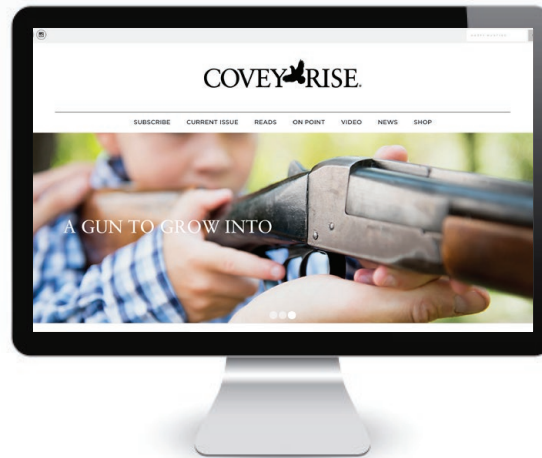 COVEY RISE®
SUBSCRIBE CURRENT ISSUE READS ON POINT VIDEO NEWS SHOP
A GUN TO GROW INTO